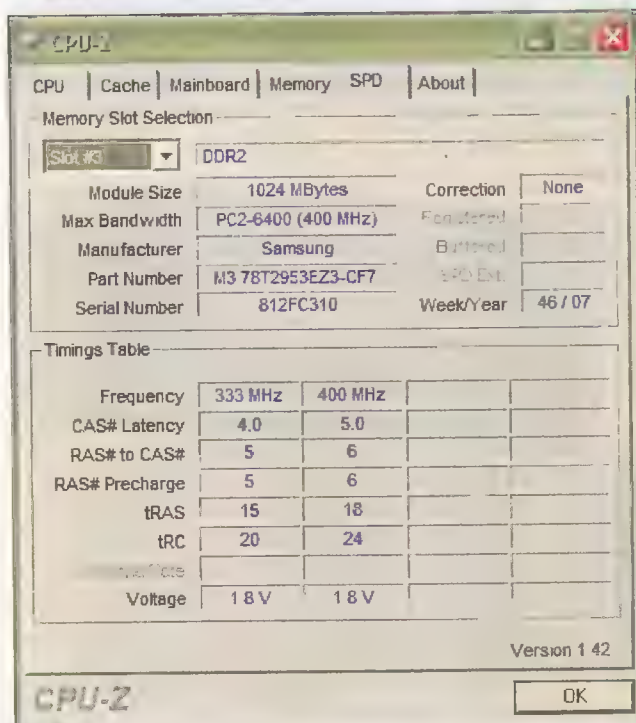 CPU-Z
CPU Cache Mainboard Memory SPD About
Memory Slot Selection
Slot #3 DDR2
Module Size 1024 MBytes Correction None
Max Bandwidth PC2-6400 (400 MHz) Registered
Manufacturer Samsung Buffered
Part Number M3 78T2953EZ3-CF7 SPD Ext.
Serial Number 812FC310 Week/Year 46 / 07
Timings Table
Frequency 333 MHz 400 MHz
CAS# Latency 4.0 5.0
RAS# to CAS# 5 6
RAS# Precharge 5 6
tRAS 15 18
tRC 20 24
Voltage 1 8 V 1 8 V
Version 1 42
CPU-Z OK